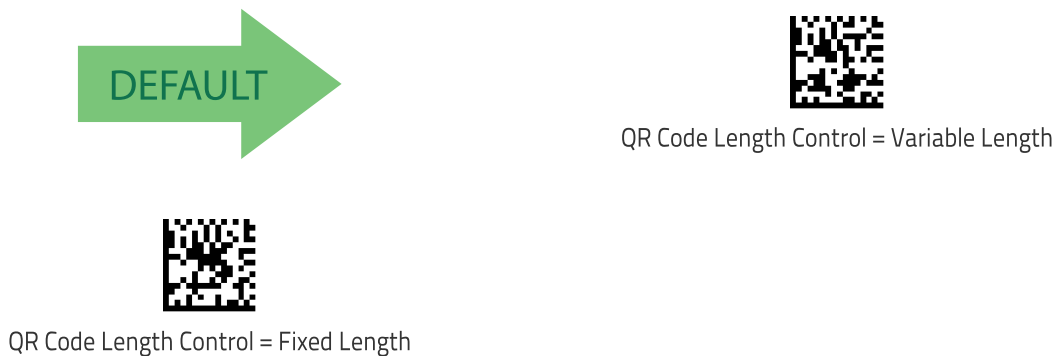 DEFAULT
QR Code Length Control = Variable Length
QR Code Length Control = Fixed Length